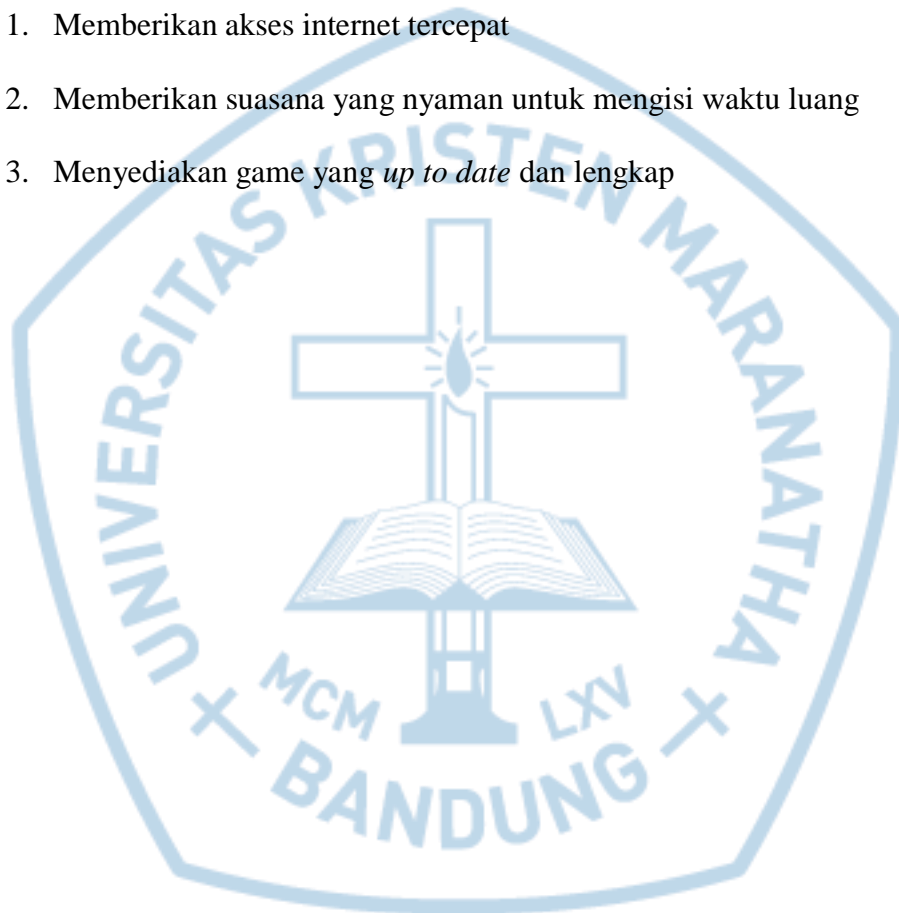 1. Memberikan akses internet tercepat
2. Memberikan suasana yang nyaman untuk mengisi waktu luang
3. Menyediakan game yang up to date dan lengkap
UNIVERSITAS KRISTEN MARANATHA
MCM LXV
BANDUNG